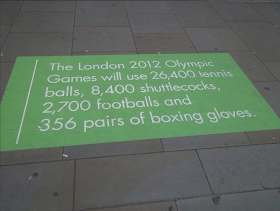 The London 2012 Olympic
Games will use 26,400 tennis
balls, 8,400 shuttlecocks,
2,700 footballs and
356 pairs of boxing gloves.